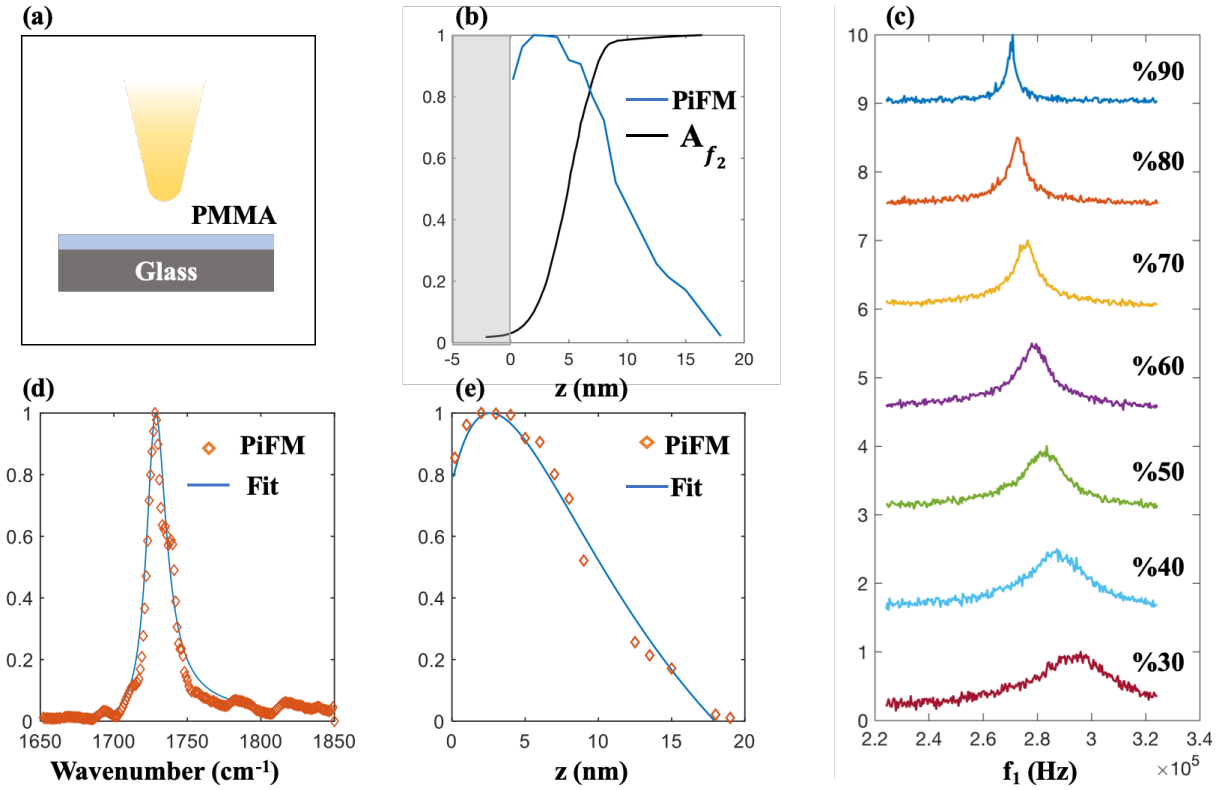 (a)
PMMA
Glass
(b)
1
0.8
0.6
0.4
0.2
0
-5 0 5 10 15 20
z (nm)
PiFM
A_{f_2}
(c)
10
9
8
7
6
5
4
3
2
1
0
%90
%80
%70
%60
%50
%40
%30
2.2 2.4 2.6 2.8 3 3.2 3.4
f₁ (Hz)
×10⁵
(d)
1
0.8
0.6
0.4
0.2
0
PiFM
Fit
1650 1700 1750 1800 1850
Wavenumber (cm⁻¹)
(e)
1
0.8
0.6
0.4
0.2
0
PiFM
Fit
0 5 10 15 20
z (nm)